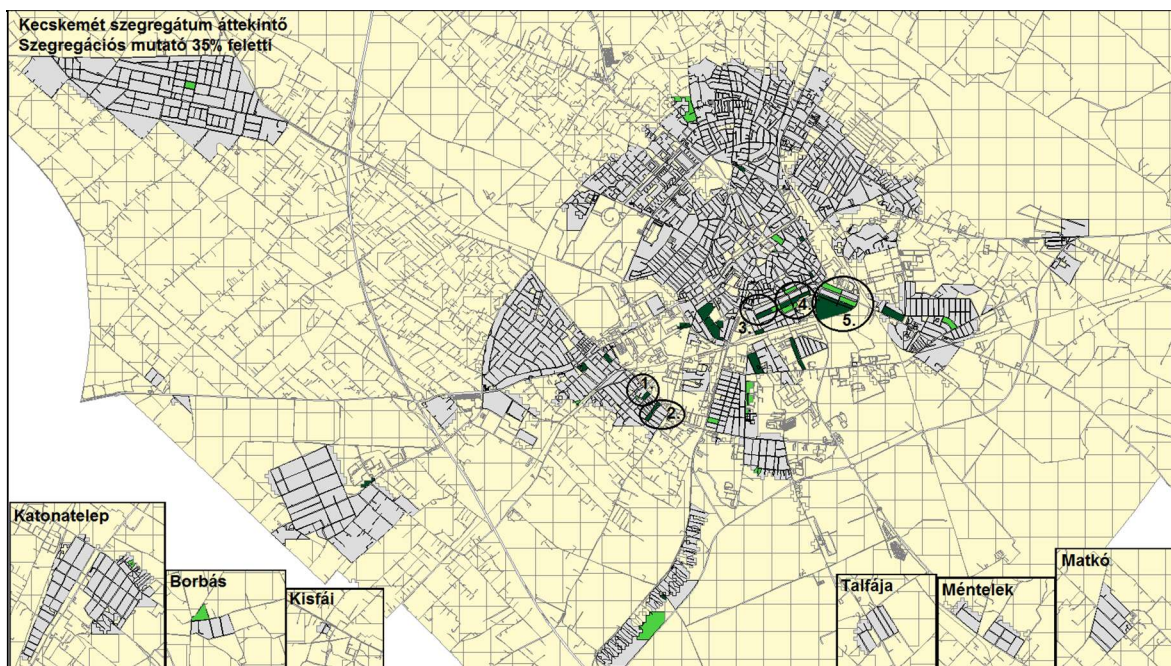 Kecskemét szegregátum áttekintő
Szegregációs mutató 35% feletti
1.
2.
3.
4.
5.
Katonatelep
Borbás
Kisfái
Talfája
Méntelek
Matkó